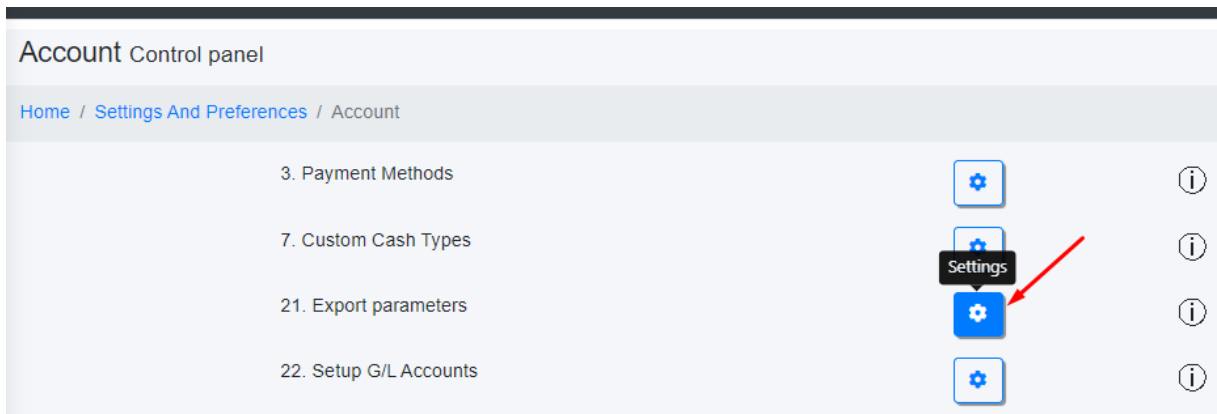 Account Control panel
Home / Settings And Preferences / Account
3. Payment Methods
7. Custom Cash Types
Settings
21. Export parameters
22. Setup G/L Accounts